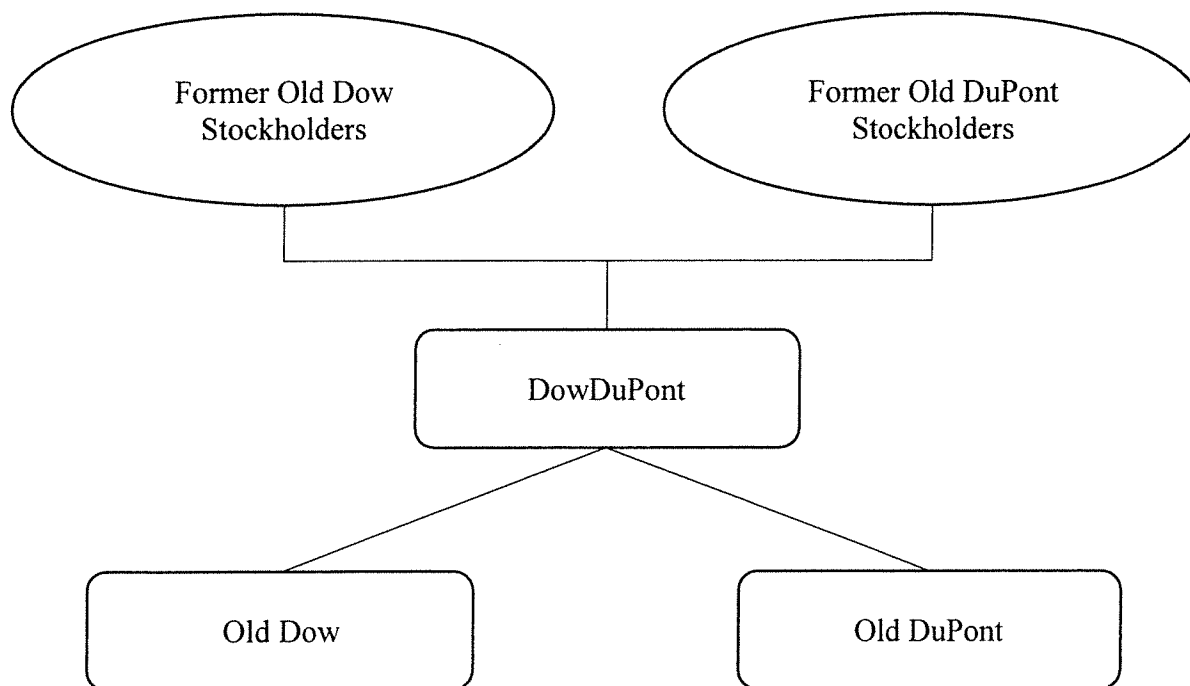 Former Old Dow
Stockholders
Former Old DuPont
Stockholders
DowDuPont
Old Dow
Old DuPont